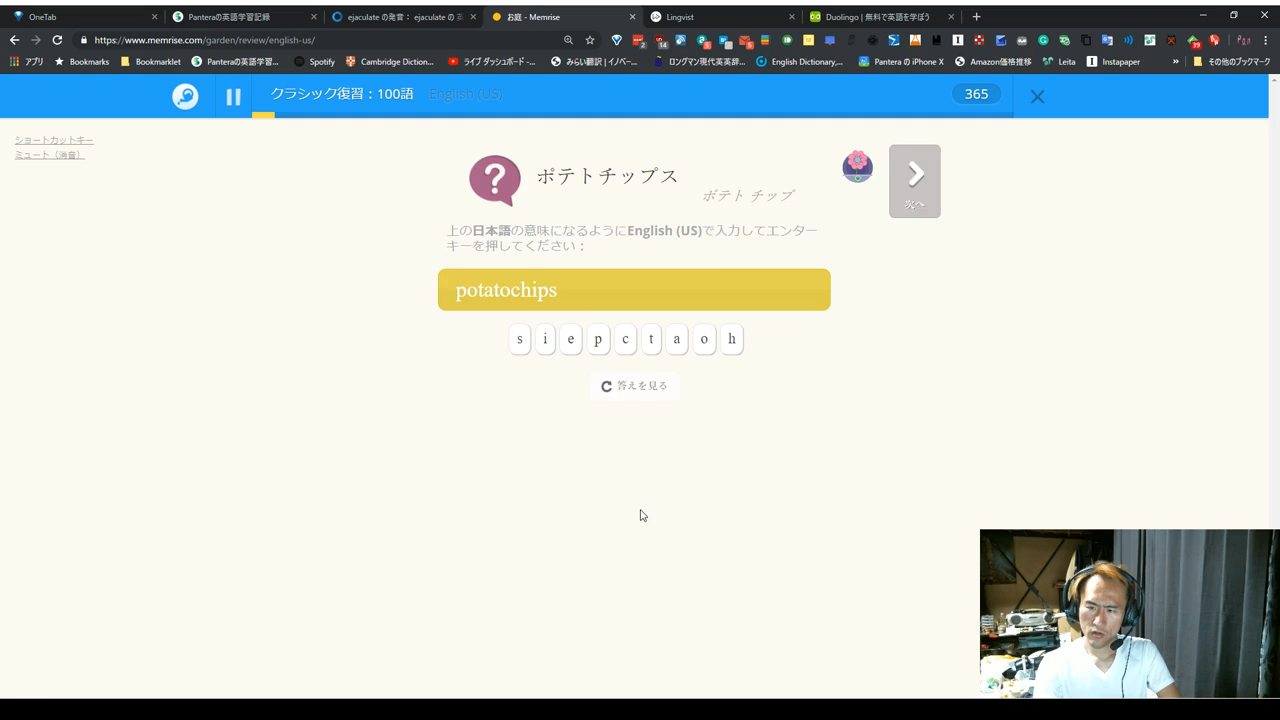 OneTab
Panteraの英語学習記録
ejaculate の発音： ejaculate の 英
お庭 - Memrise
Lingvist
Duolingo | 無料で英語を学ぼう
https://www.memrise.com/garden/review/english-us/
アプリ Bookmarks Bookmarklet Panteraの英語学習... Spotify Cambridge Diction... ライブ ダッシュボード -... みらい翻訳 | イノベー... ロングマン現代英英辞... English Dictionary,... Pantera の iPhone X Amazon価格推移 Leita Instapaper » その他のブックマーク
クラシック復習：100語 English (US) 365
ショートカットキー
ミュート（消音）
ポテトチップス
ポテト チップ
次へ
上の日本語の意味になるようにEnglish (US)で入力してエンター
キーを押してください：
potatochips
s i e p c t a o h
答えを見る